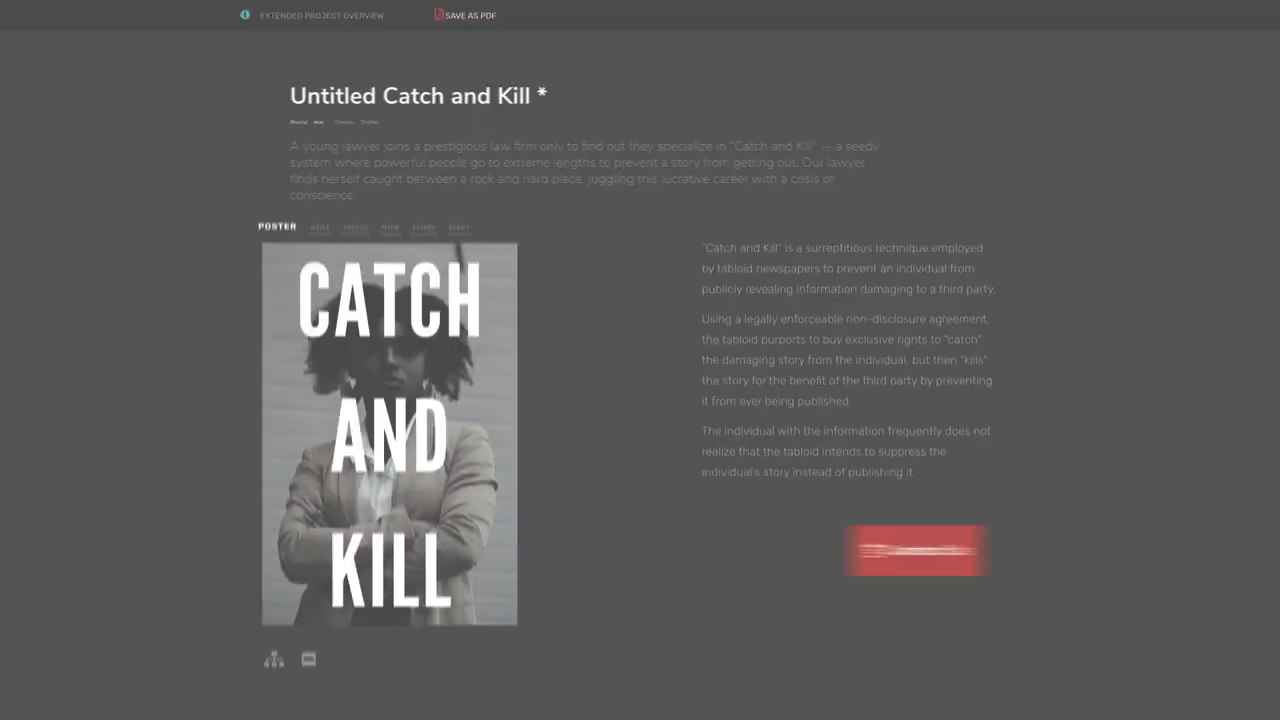 EXTENDED PROJECT OVERVIEW
SAVE AS PDF
Untitled Catch and Kill *
A young lawyer joins a prestigious law firm only to find out they specialize in "Catch and Kill" — a seedy
system where powerful people go to extreme lengths to prevent a story from getting out. Our lawyer
finds herself caught between a rock and hard place, juggling this lucrative career with a crisis of
conscience.
POSTER
CATCH
AND
KILL
"Catch and Kill" is a surreptitious technique employed
by tabloid newspapers to prevent an individual from
publicly revealing information damaging to a third party.
Using a legally enforceable non-disclosure agreement,
the tabloid purports to buy exclusive rights to "catch"
the damaging story from the individual, but then "kills"
the story for the benefit of the third party by preventing
it from ever being published.
The individual with the information frequently does not
realize that the tabloid intends to suppress the
individual's story instead of publishing it.